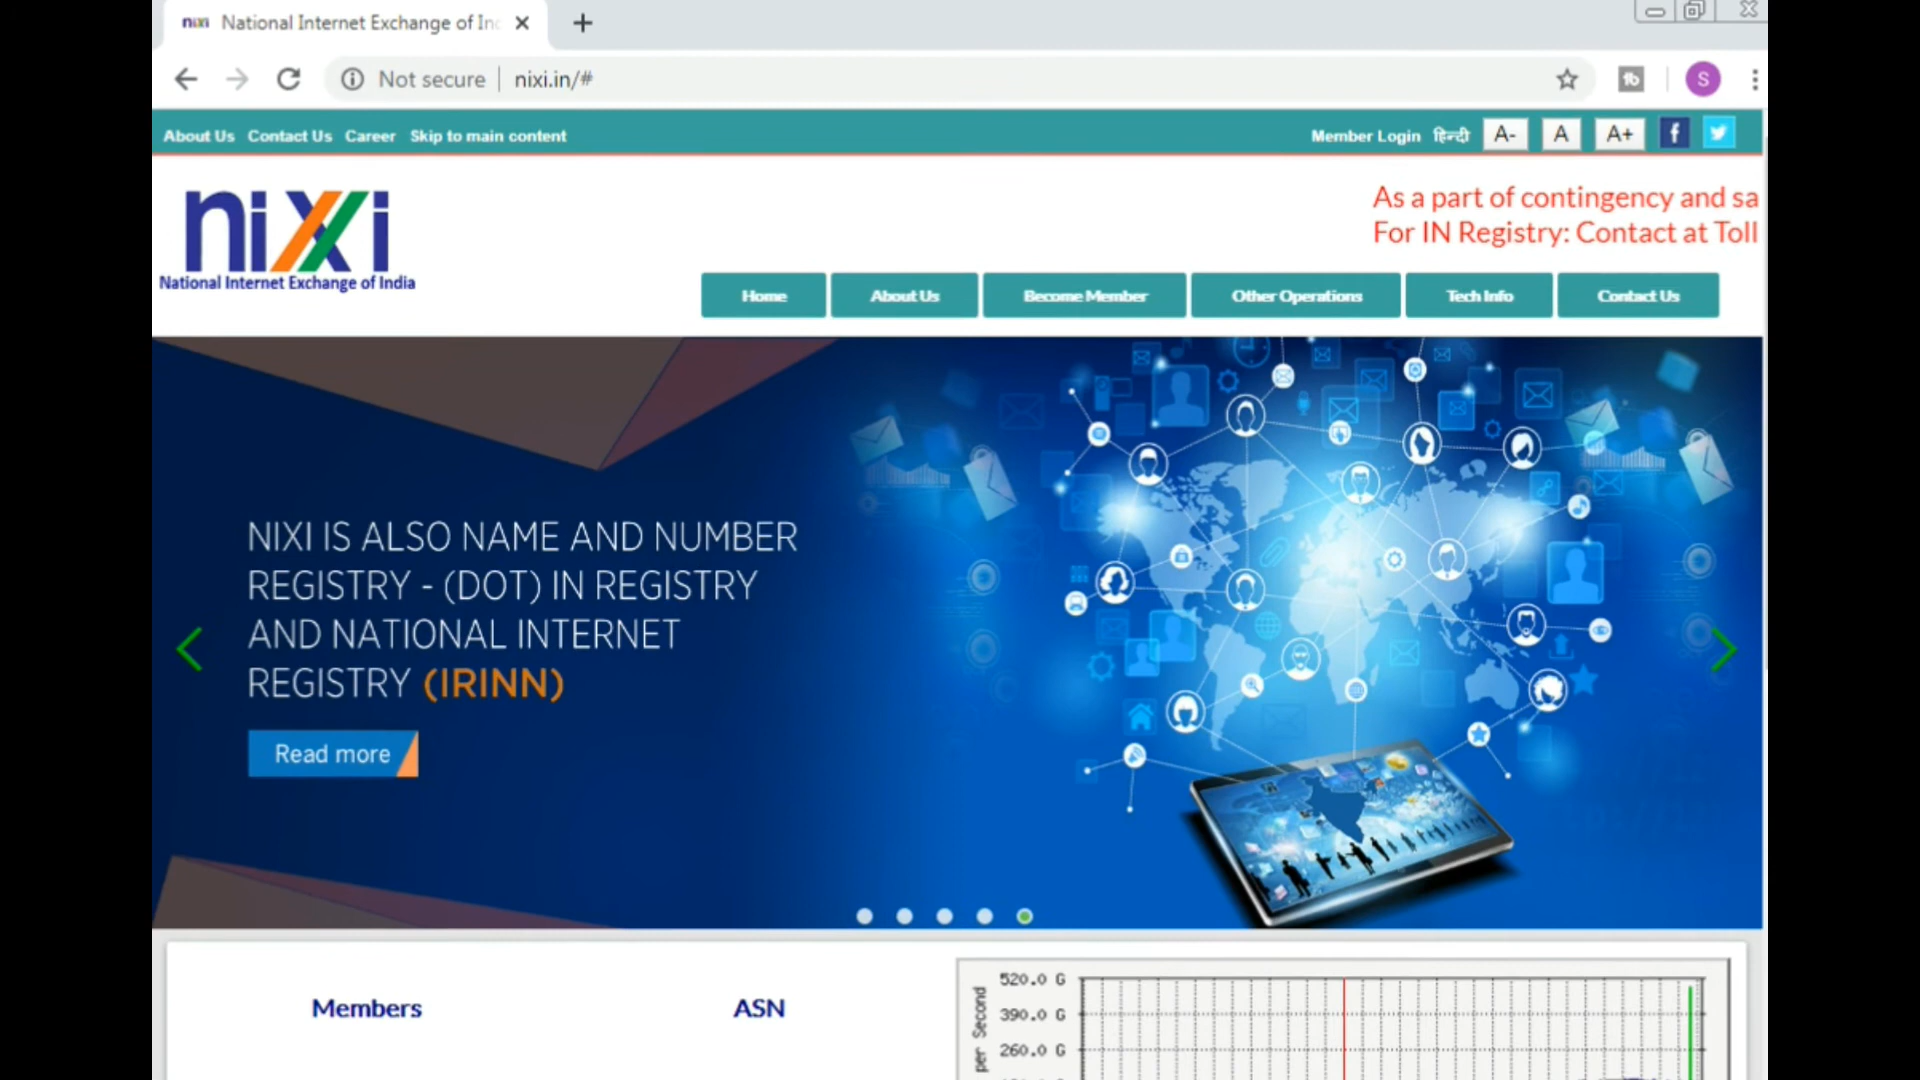 nixi National Internet Exchange of In
Not secure nixi.in/#
S
About Us Contact Us Career Skip to main content
Member Login हिन्दी A- A A+ f
nixi
National Internet Exchange of India
As a part of contingency and sa
For IN Registry: Contact at Toll
Home About Us Become Member Other Operations Tech Info Contact Us
NIXI IS ALSO NAME AND NUMBER
REGISTRY - (DOT) IN REGISTRY
AND NATIONAL INTERNET
REGISTRY (IRINN)
Read more
Members ASN
520.0 G
390.0 G
260.0 G
per Second